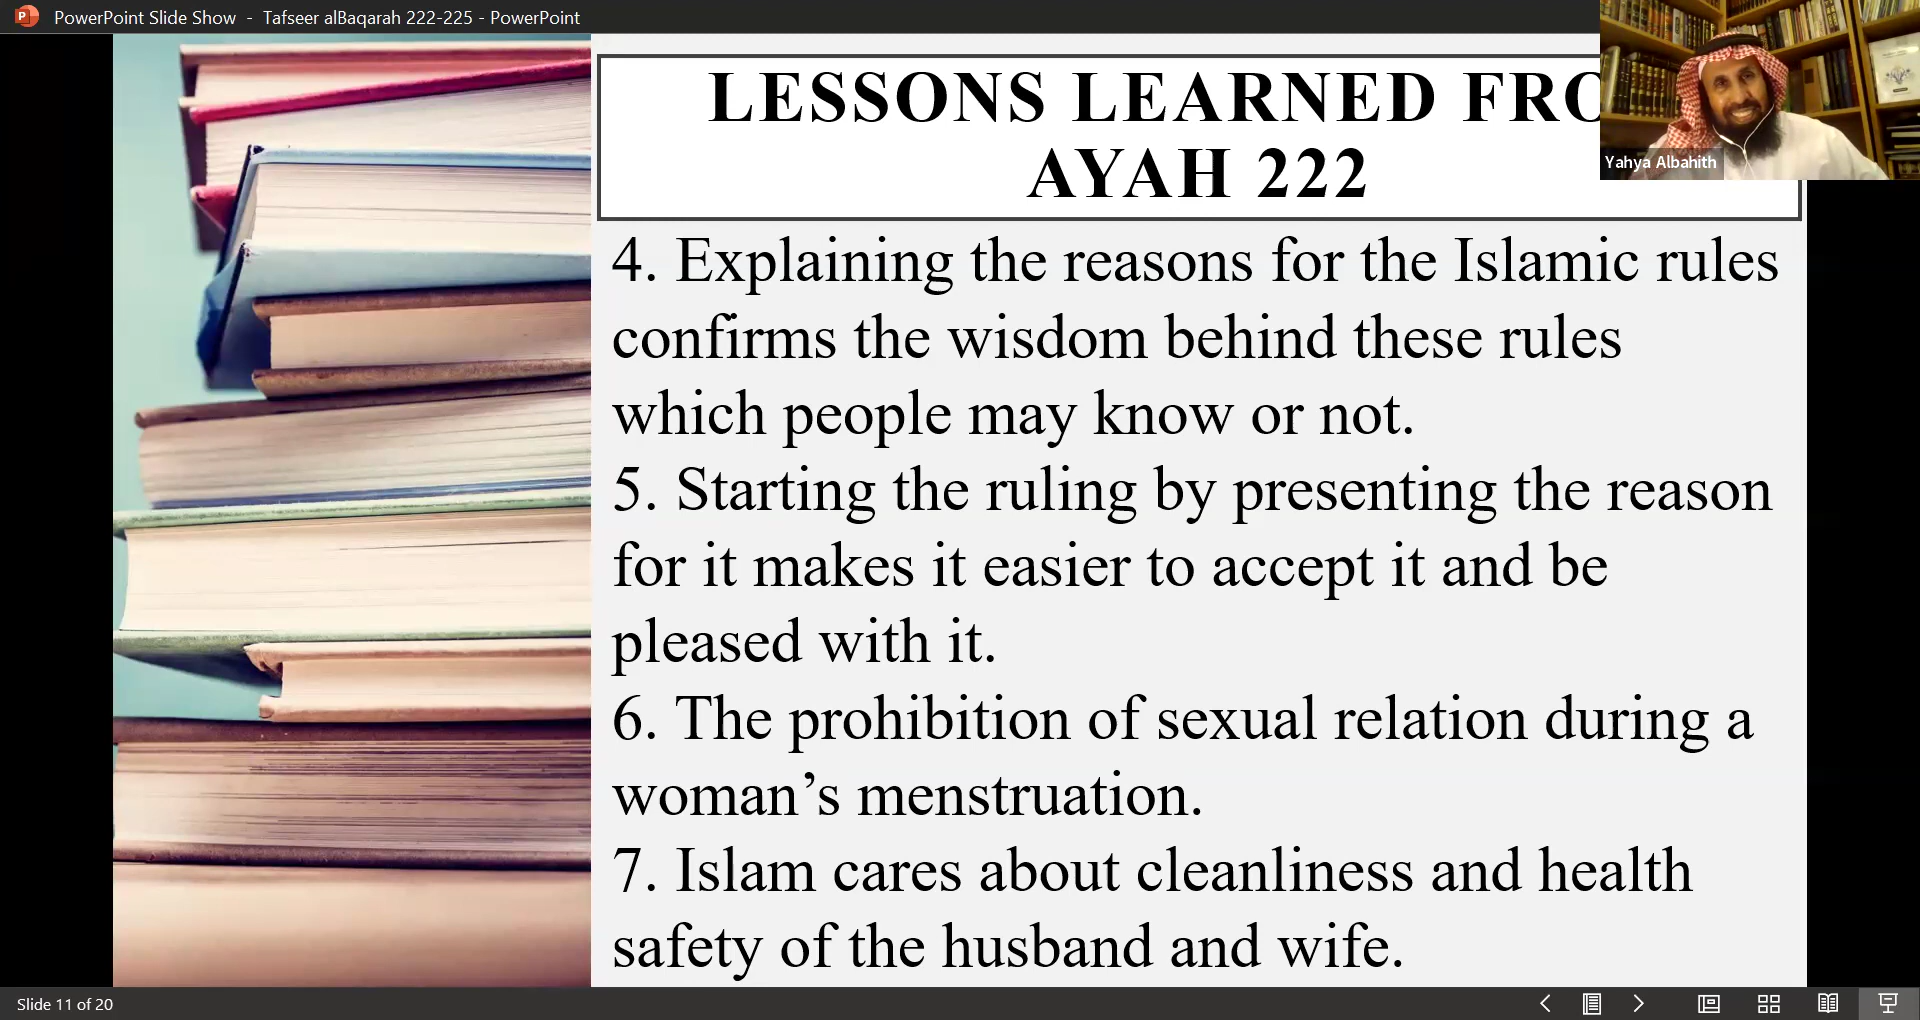 PowerPoint Slide Show - Tafseer alBaqarah 222-225 - PowerPoint
Yahya Albahith
LESSONS LEARNED FRO
AYAH 222
4. Explaining the reasons for the Islamic rules
confirms the wisdom behind these rules
which people may know or not.
5. Starting the ruling by presenting the reason
for it makes it easier to accept it and be
pleased with it.
6. The prohibition of sexual relation during a
woman’s menstruation.
7. Islam cares about cleanliness and health
safety of the husband and wife.
Slide 11 of 20